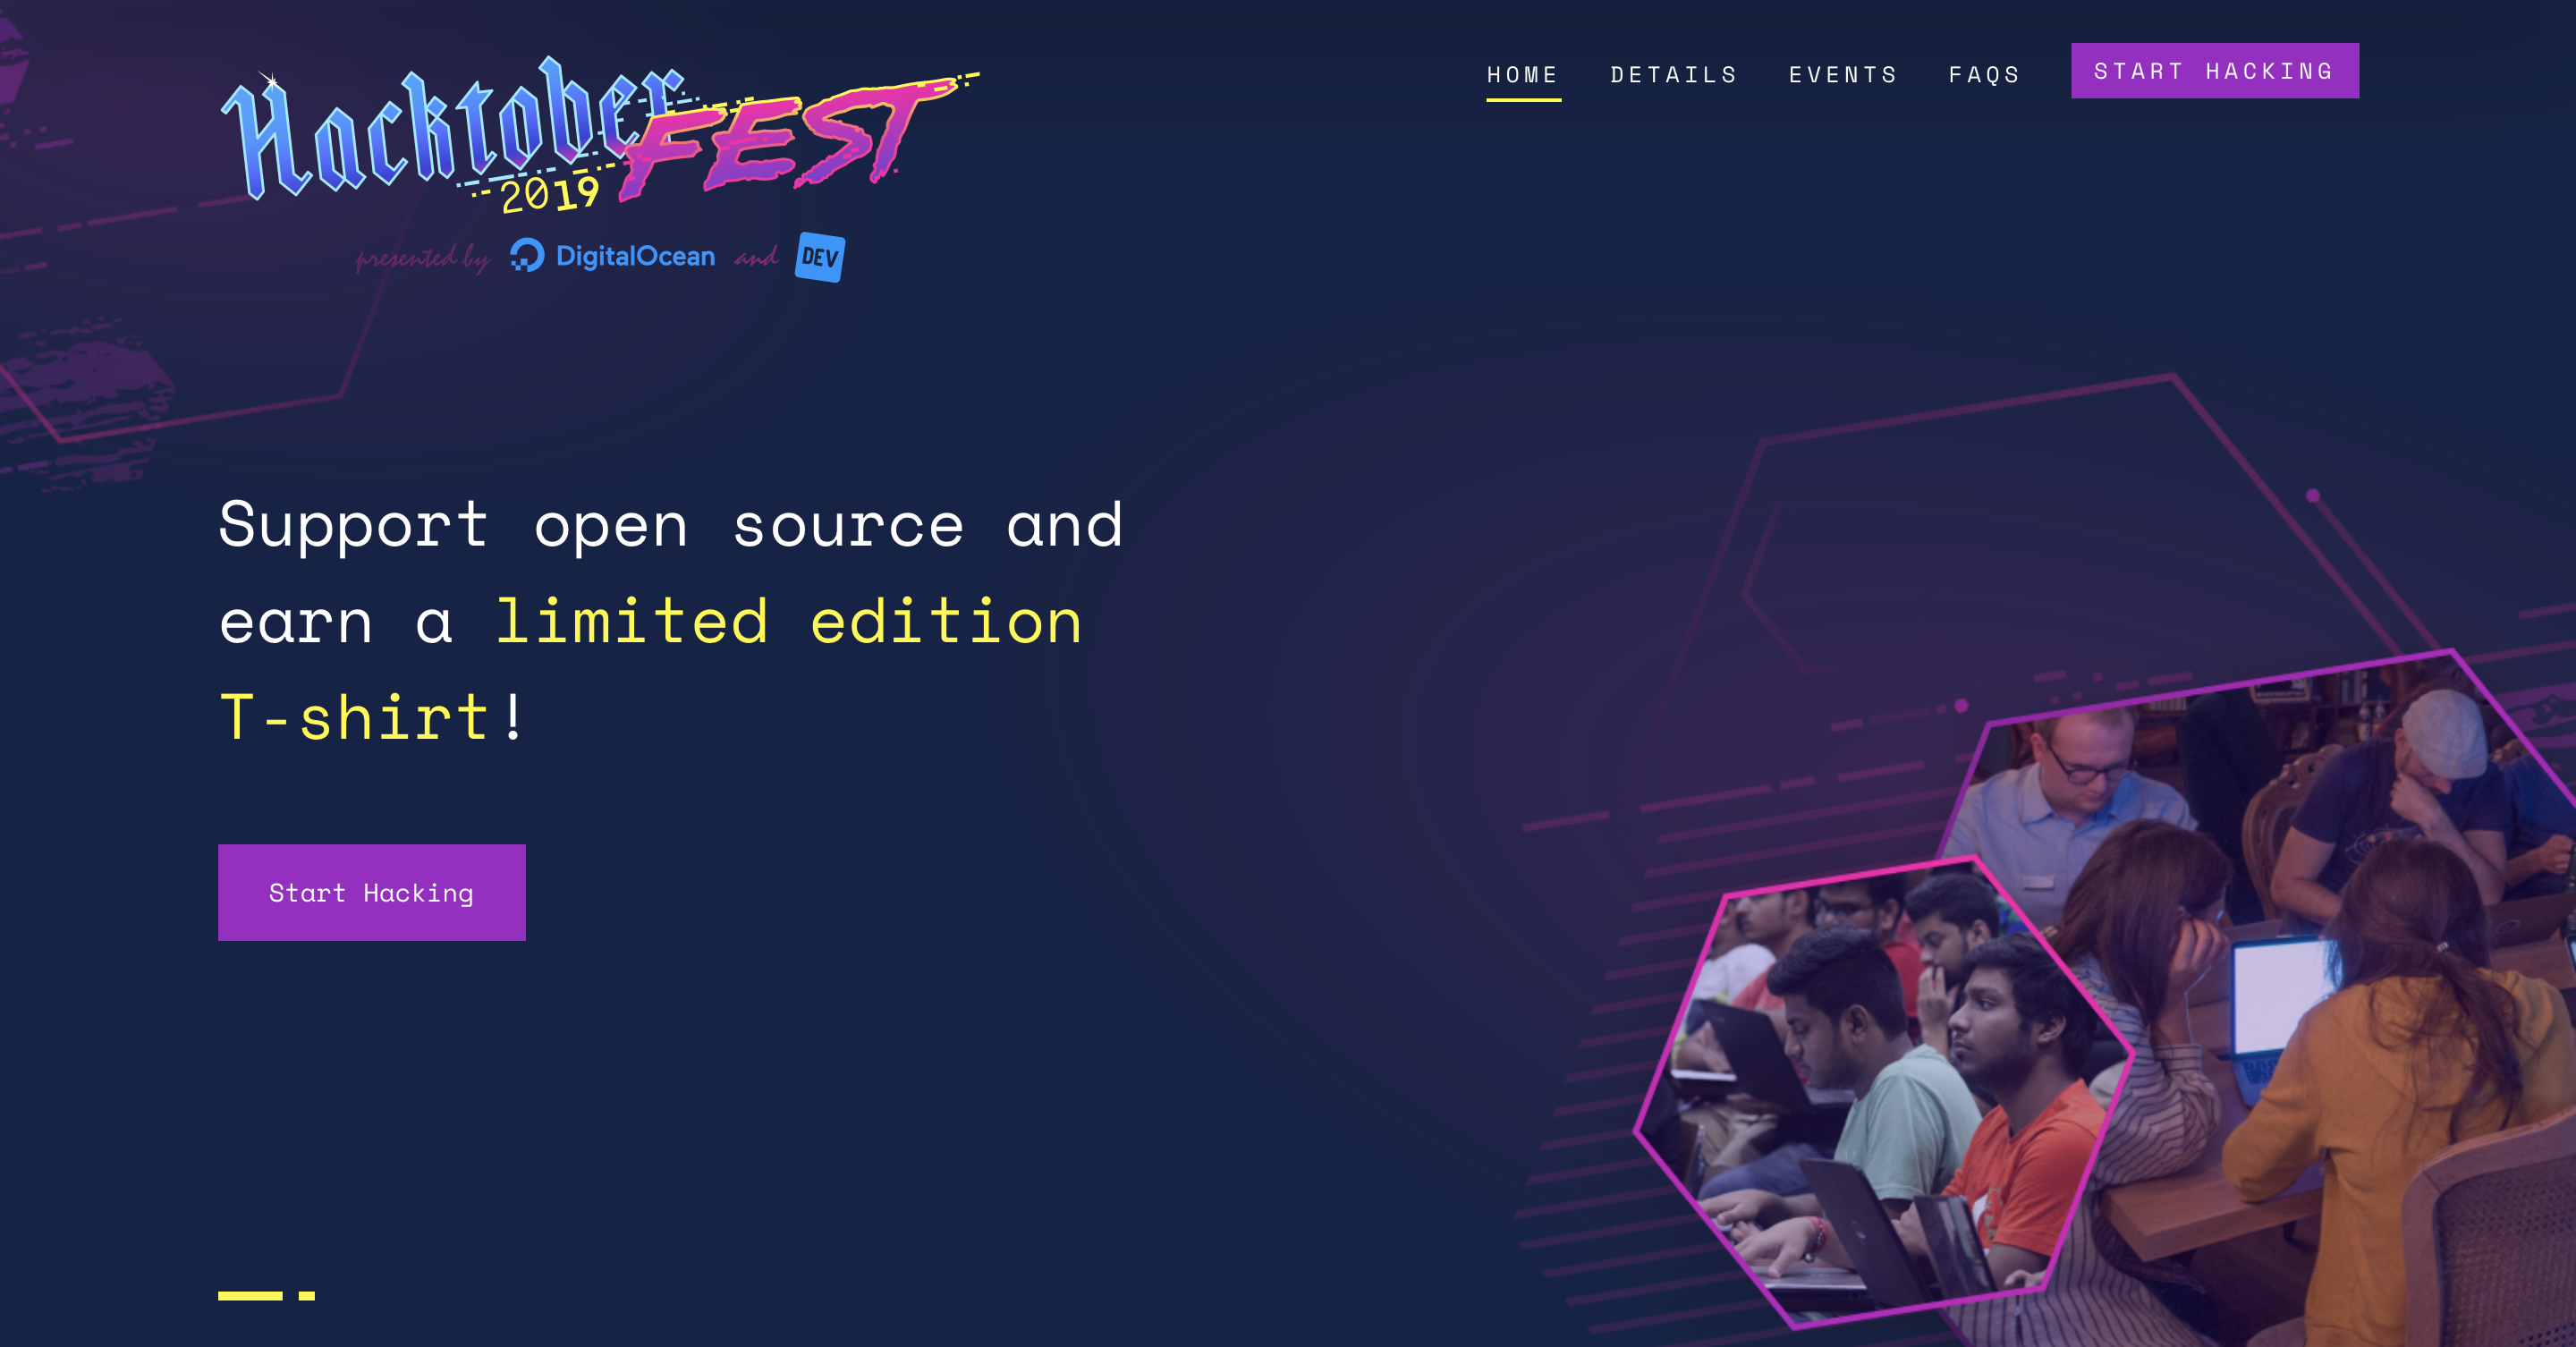 Hacktober FEST
2019
presented by DigitalOcean and DEV
HOME DETAILS EVENTS FAQS START HACKING
Support open source and
earn a limited edition
T-shirt!
Start Hacking